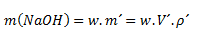 m(NaOH) = w.m´ = w.V´.ρ´